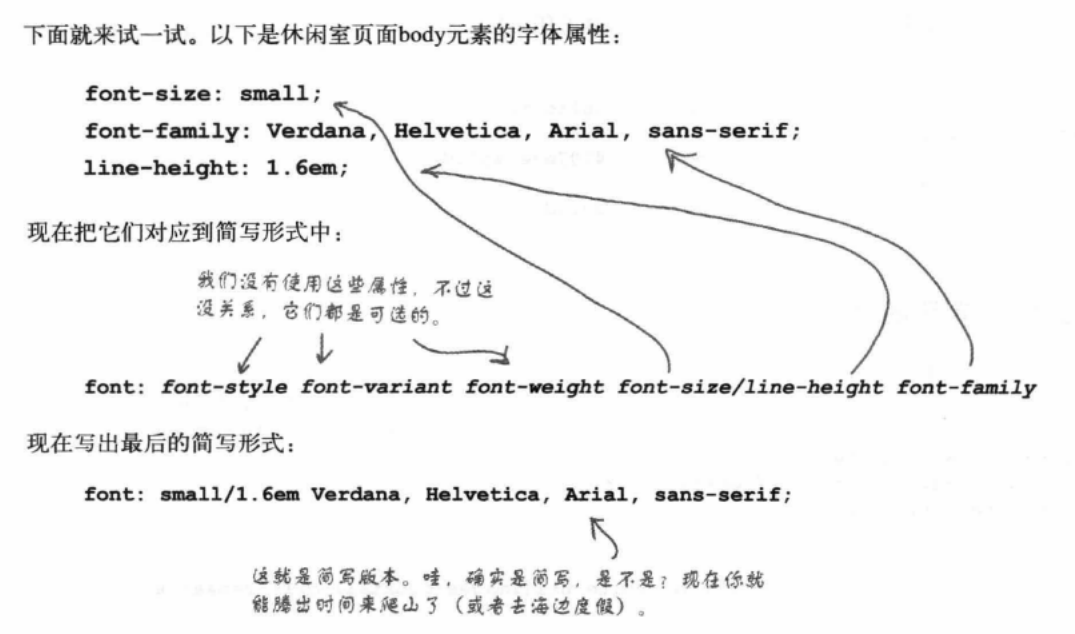 下面就来试一试。以下是休闲室页面body元素的字体属性：
font-size: small;
font-family: Verdana, Helvetica, Arial, sans-serif;
line-height: 1.6em;
现在把它们对应到简写形式中：
我们没有使用这些属性，不过这
没关系，它们都是可选的。
font: font-style font-variant font-weight font-size/line-height font-family
现在写出最后的简写形式：
font: small/1.6em Verdana, Helvetica, Arial, sans-serif;
这就是简写版本。哇，确实是简写，是不是？现在你就
能腾出时间来爬山了（或者去海边度假）。